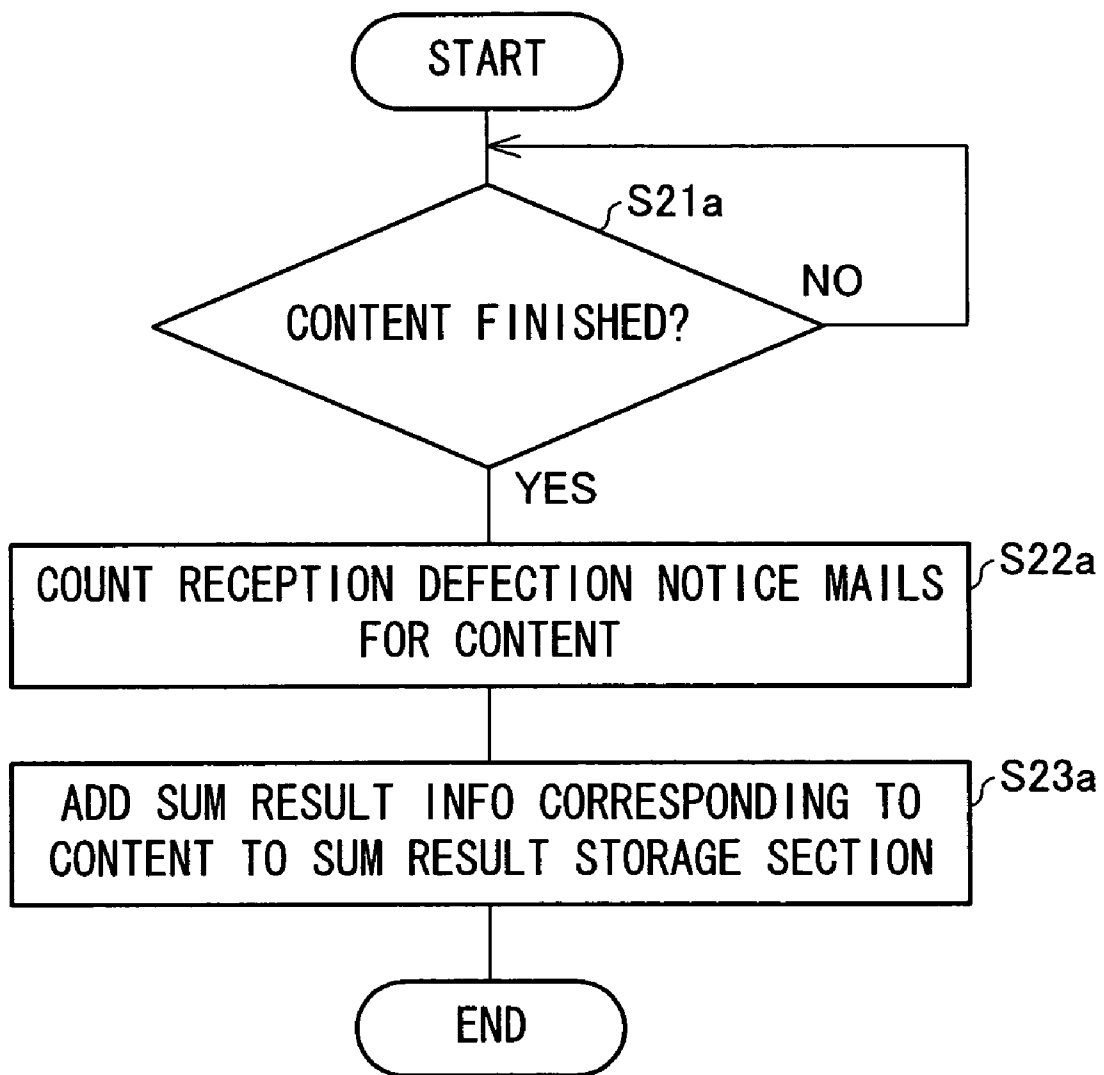 START
S21a
NO
CONTENT FINISHED?
YES
S22a
COUNT RECEPTION DEFECTION NOTICE MAILS
FOR CONTENT
S23a
ADD SUM RESULT INFO CORRESPONDING TO
CONTENT TO SUM RESULT STORAGE SECTION
END